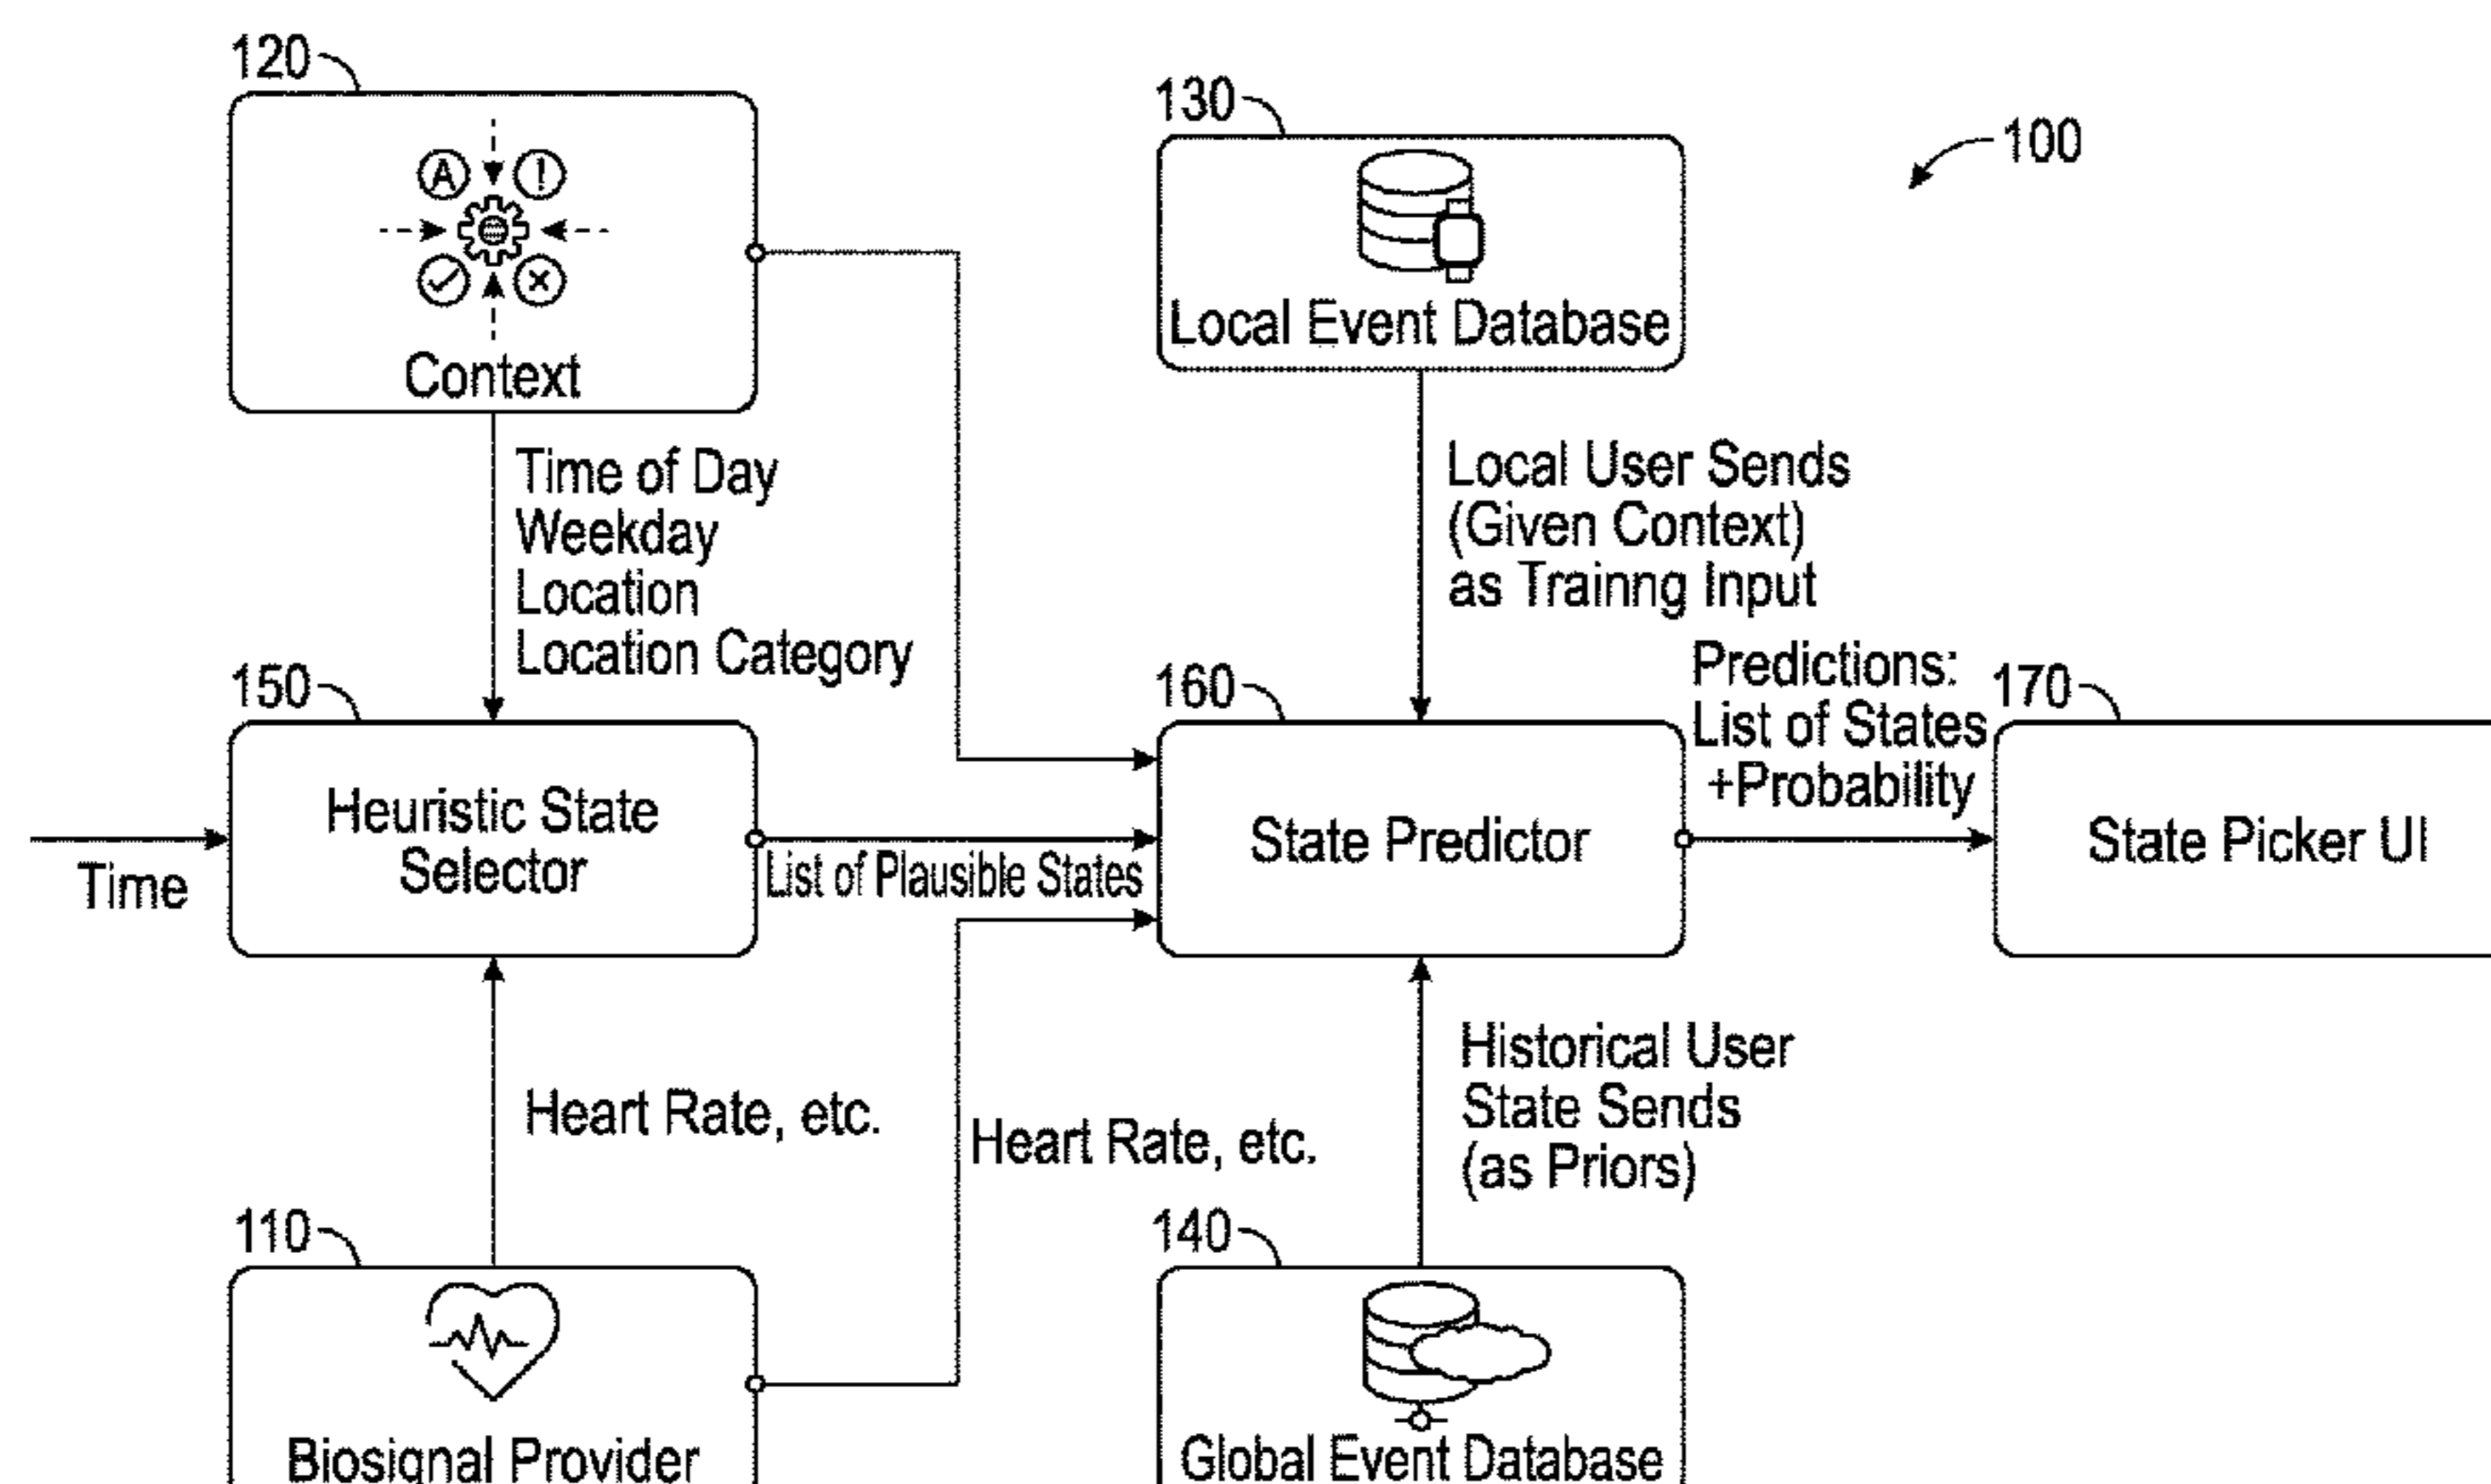 120
A
!
Context
130
Local Event Database
100
Time of Day
Weekday
Location
Location Category
Local User Sends
(Given Context)
as Trainng Input
150
Heuristic State
Selector
Time
List of Plausible States
160
State Predictor
Predictions:
List of States
+Probability
170
State Picker UI
Heart Rate, etc.
Heart Rate, etc.
Historical User
State Sends
(as Priors)
110
Biosignal Provider
140
Global Event Database